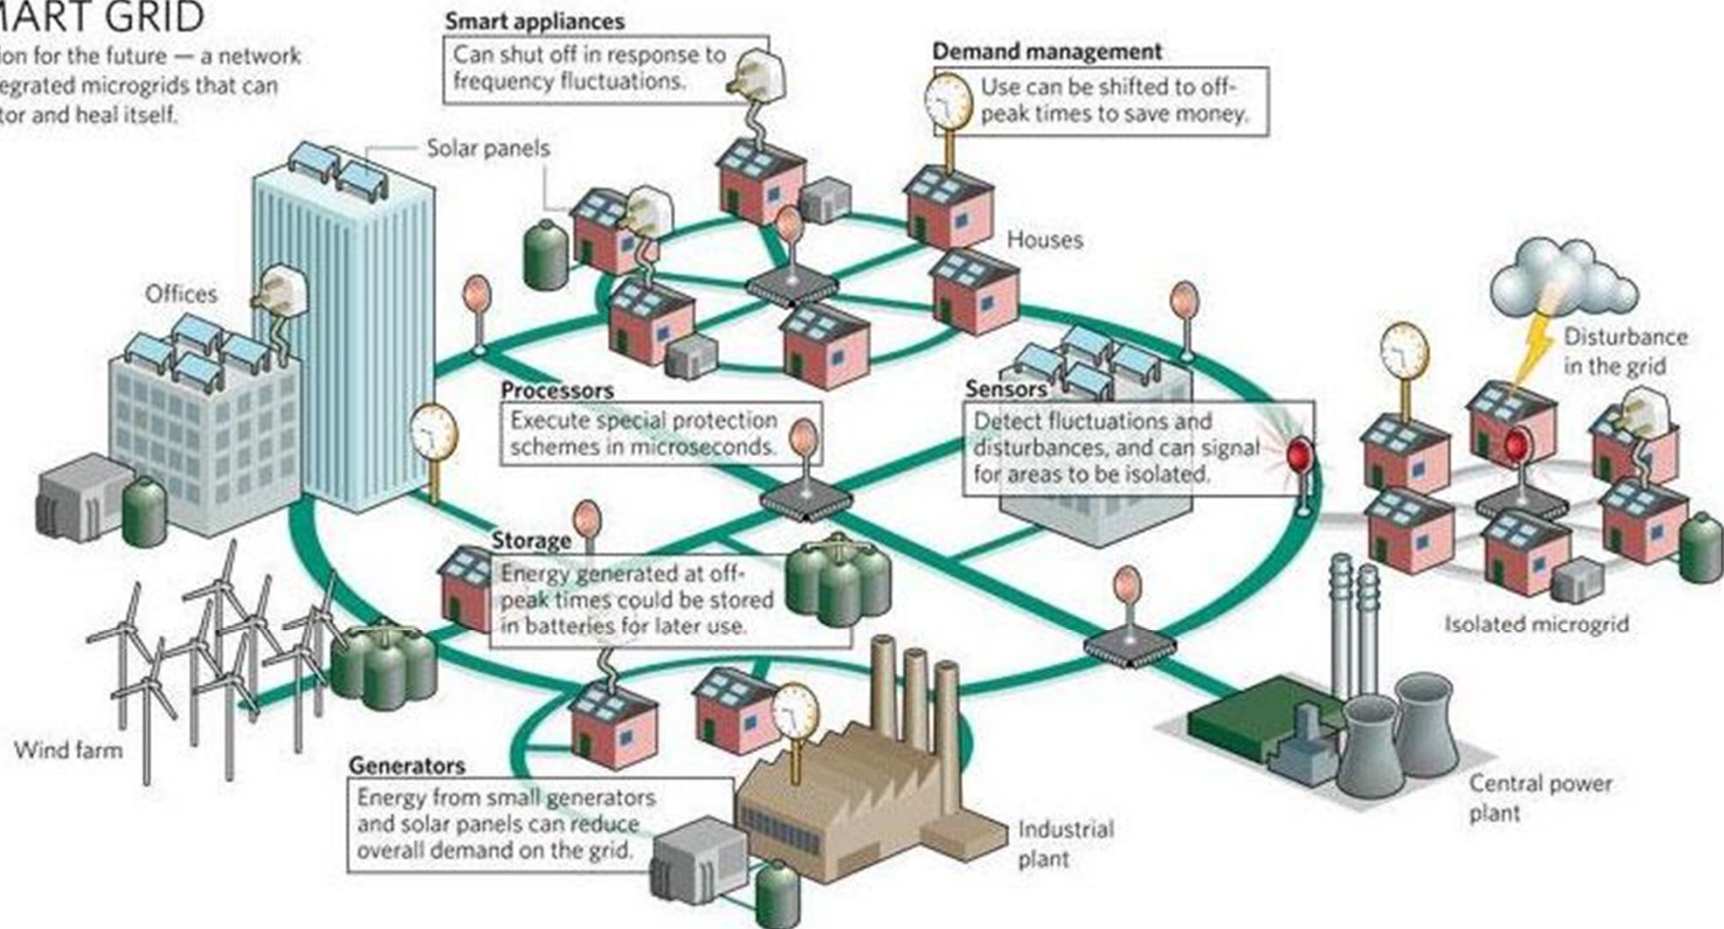 MART GRID
ion for the future — a network
egrated microgrids that can
tor and heal itself.
Smart appliances
Can shut off in response to
frequency fluctuations.
Demand management
Use can be shifted to off-
peak times to save money.
Solar panels
Houses
Offices
Disturbance
in the grid
Processors
Execute special protection
schemes in microseconds.
Sensors
Detect fluctuations and
disturbances, and can signal
for areas to be isolated.
Storage
Energy generated at off-
peak times could be stored
in batteries for later use.
Isolated microgrid
Wind farm
Generators
Energy from small generators
and solar panels can reduce
overall demand on the grid.
Industrial
plant
Central power
plant